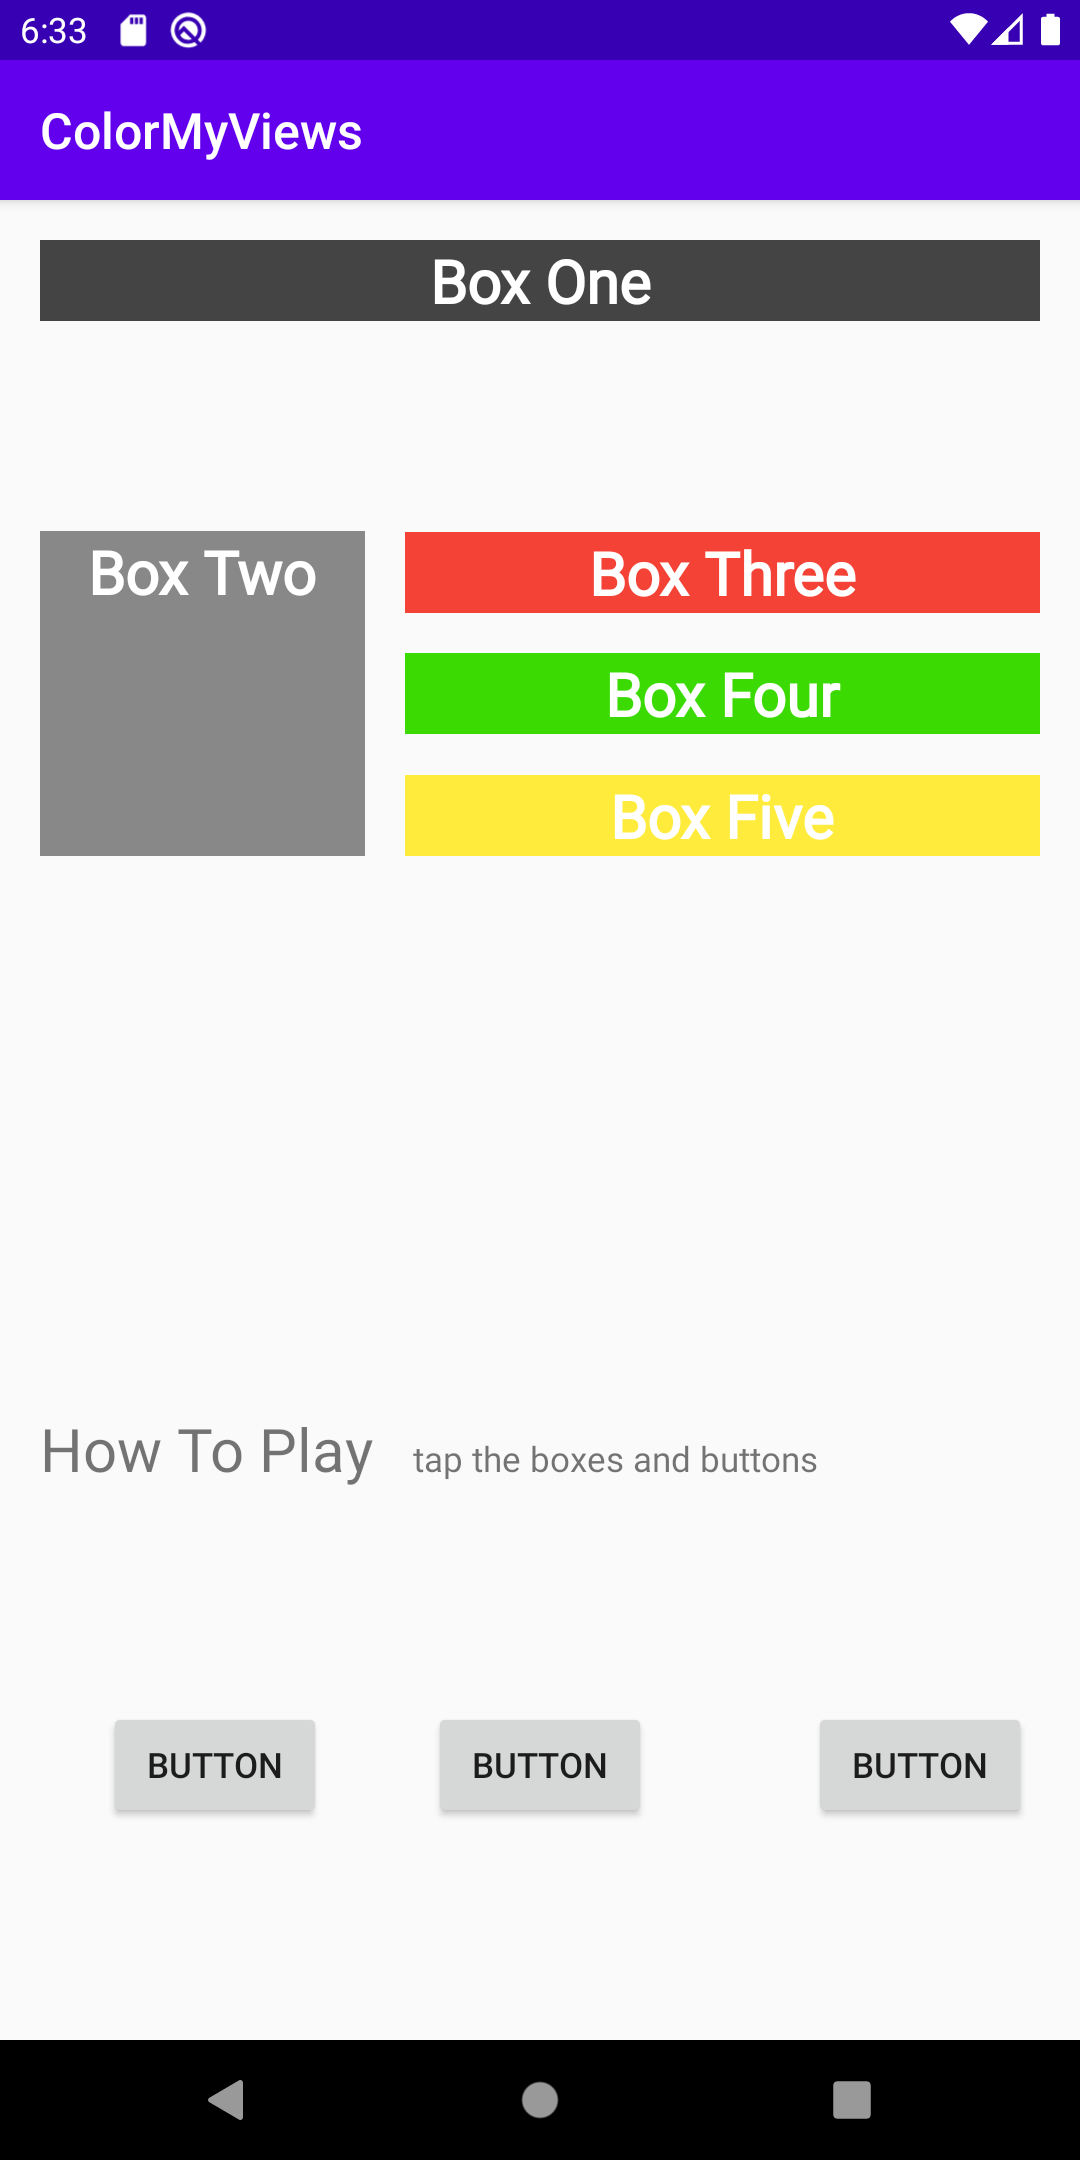 6:33
ColorMyViews
Box One
Box Two
Box Three
Box Four
Box Five
How To Play tap the boxes and buttons
BUTTON BUTTON BUTTON